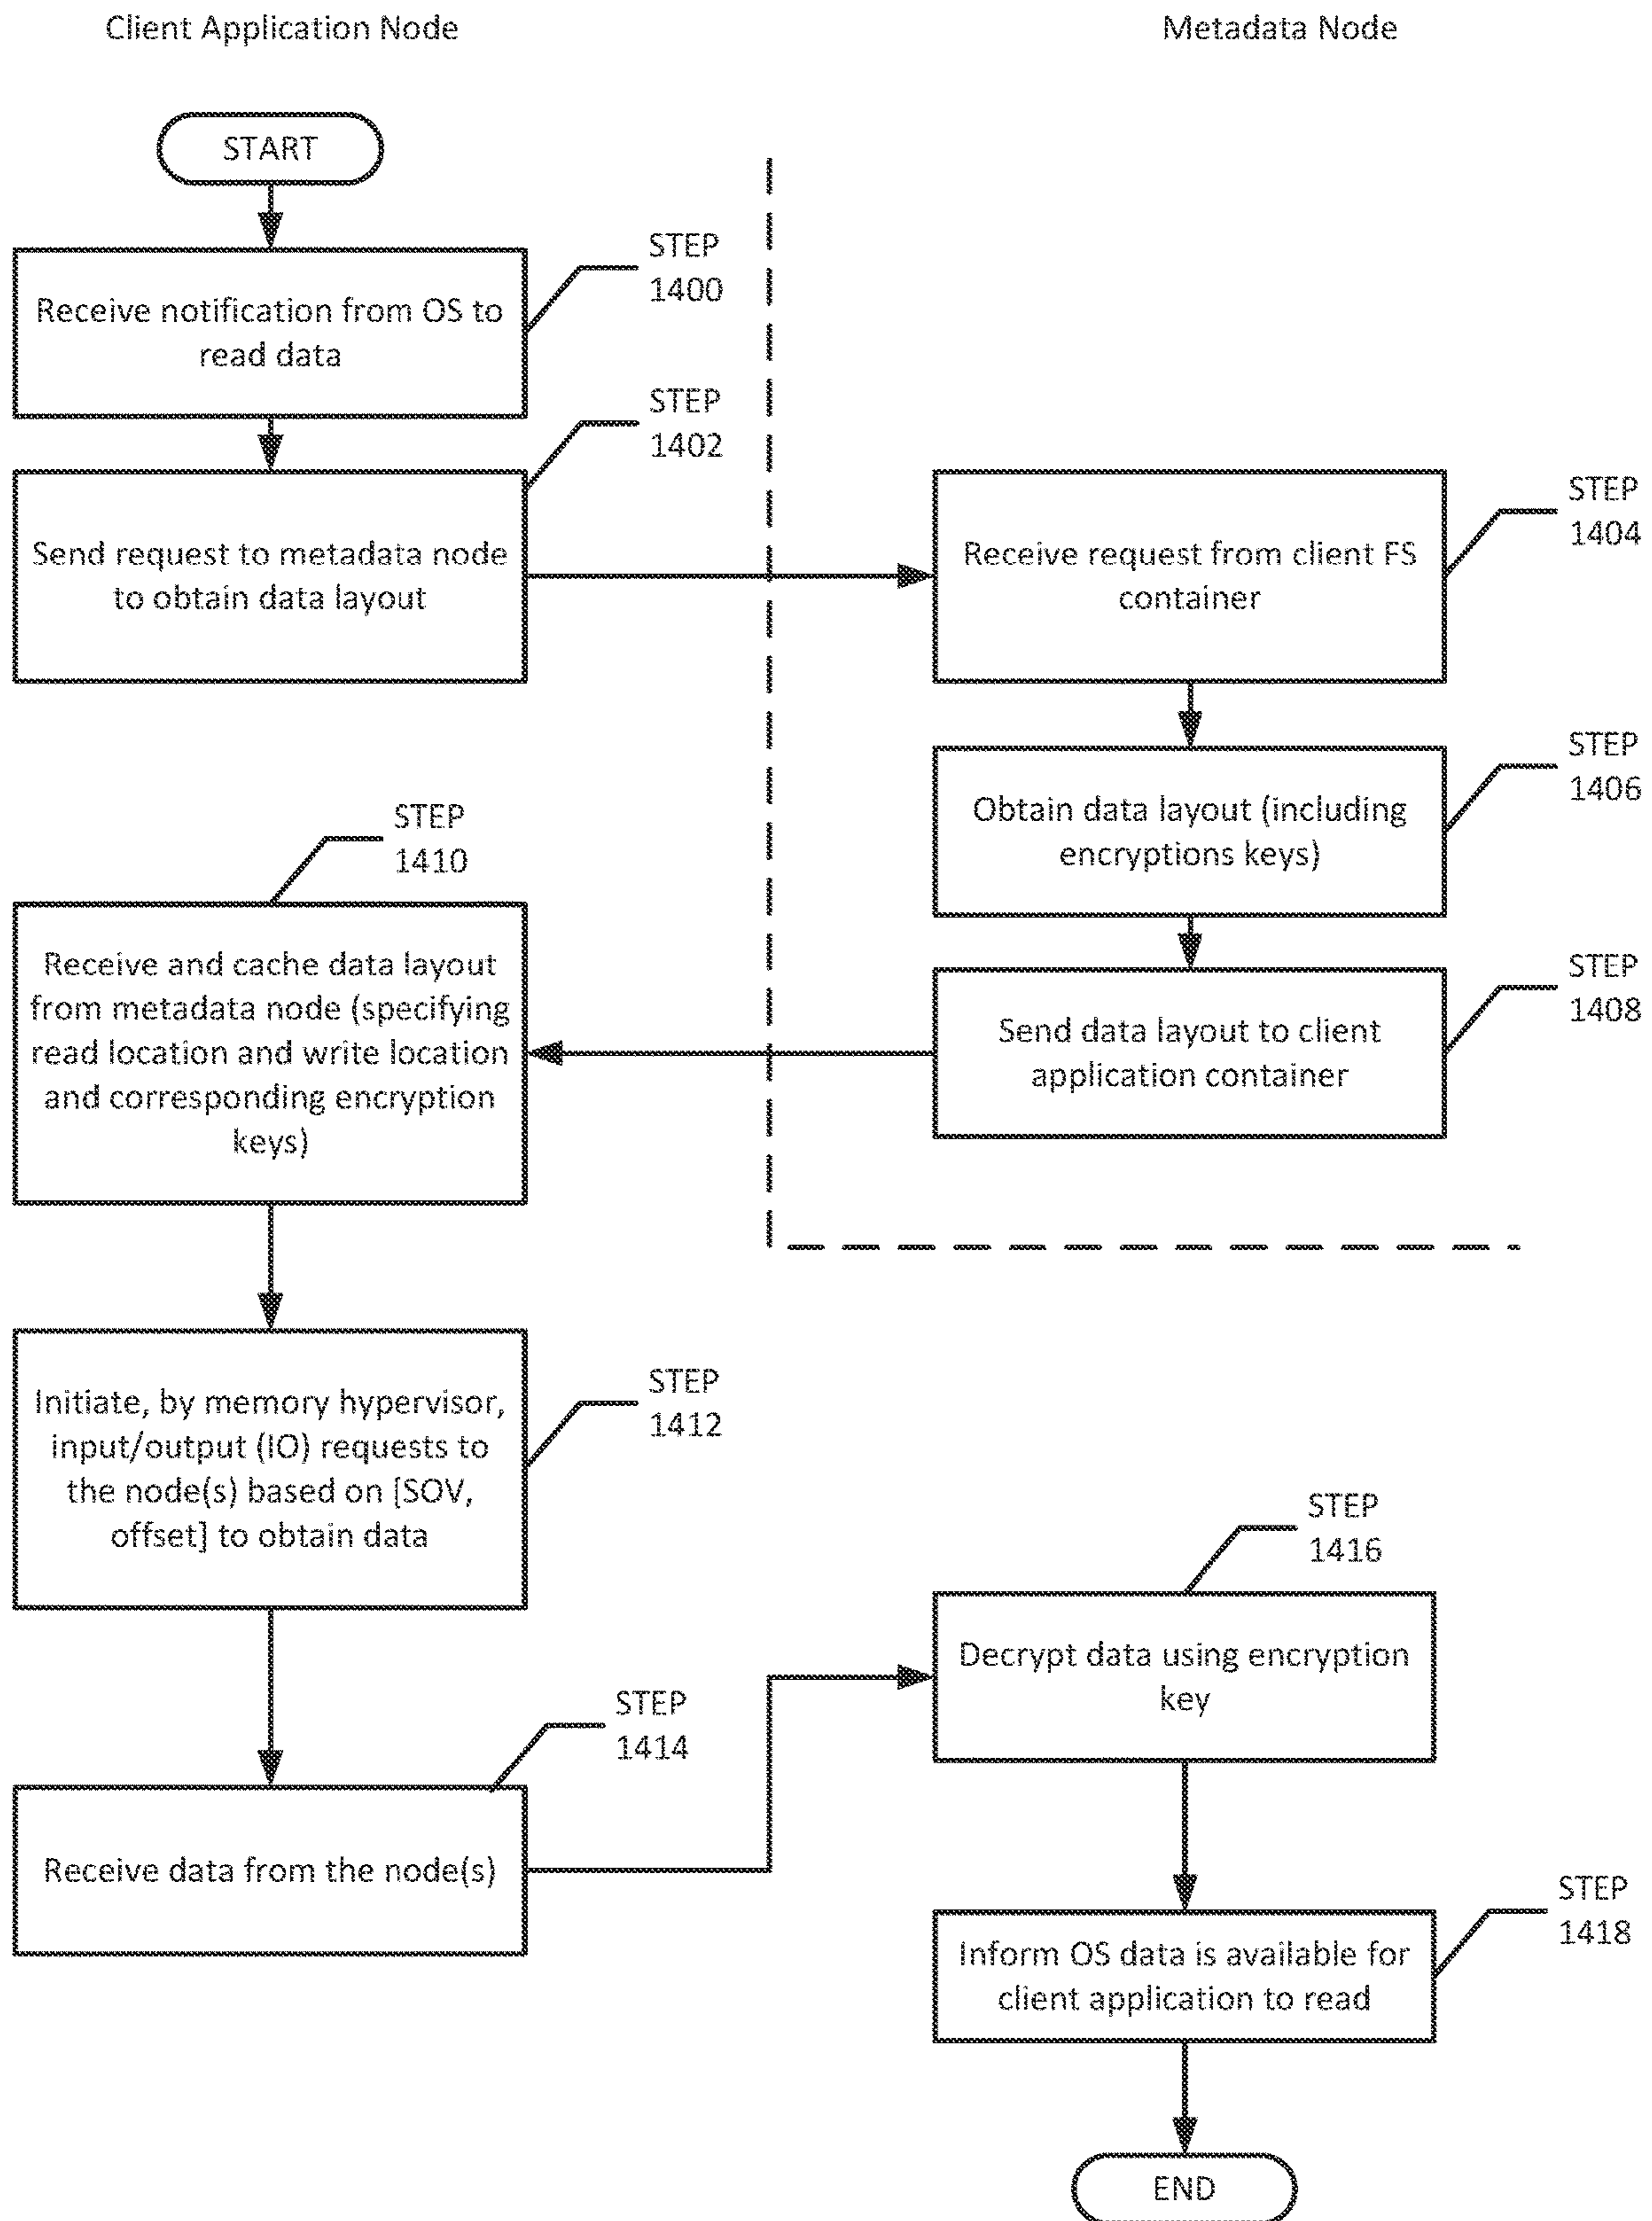 Client Application Node
Metadata Node
START
Receive notification from OS to
read data
STEP
1400
Send request to metadata node
to obtain data layout
STEP
1402
Receive request from client FS
container
STEP
1404
Obtain data layout (including
encryptions keys)
STEP
1406
Send data layout to client
application container
STEP
1408
STEP
1410
Receive and cache data layout
from metadata node (specifying
read location and write location
and corresponding encryption
keys)
Initiate, by memory hypervisor,
input/output (IO) requests to
the node(s) based on [SOV,
offset] to obtain data
STEP
1412
STEP
1414
Receive data from the node(s)
STEP
1416
Decrypt data using encryption
key
Inform OS data is available for
client application to read
STEP
1418
END